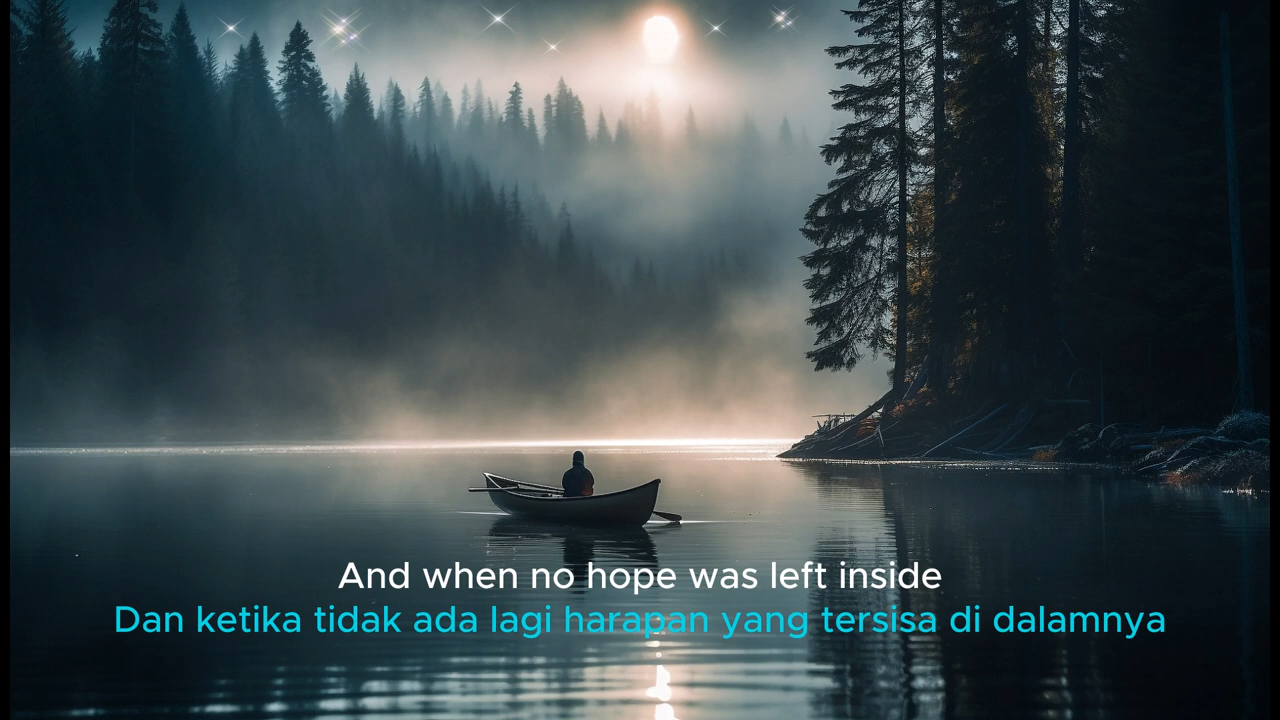 And when no hope was left inside
Dan ketika tidak ada lagi harapan yang tersisa di dalamnya